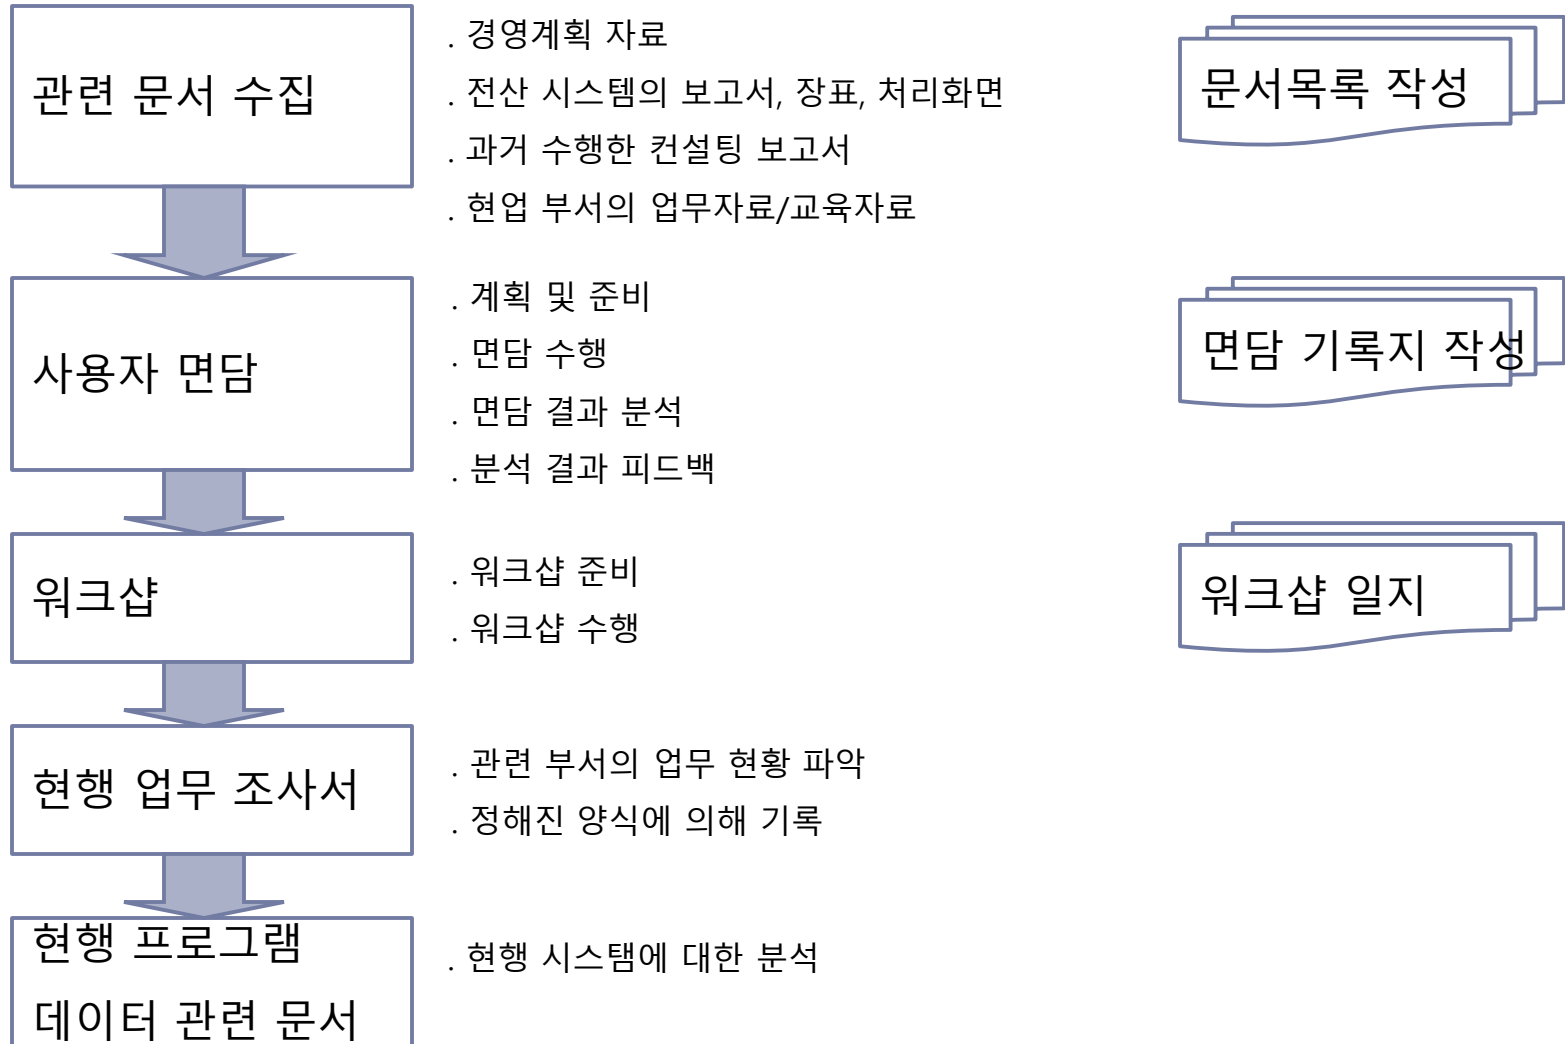 관련 문서 수집
. 경영계획 자료
. 전산 시스템의 보고서, 장표, 처리화면
. 과거 수행한 컨설팅 보고서
. 현업 부서의 업무자료/교육자료
문서목록 작성
사용자 면담
. 계획 및 준비
. 면담 수행
. 면담 결과 분석
. 분석 결과 피드백
면담 기록지 작성
워크샵
. 워크샵 준비
. 워크샵 수행
워크샵 일지
현행 업무 조사서
. 관련 부서의 업무 현황 파악
. 정해진 양식에 의해 기록
현행 프로그램
데이터 관련 문서
. 현행 시스탬에 대한 분석